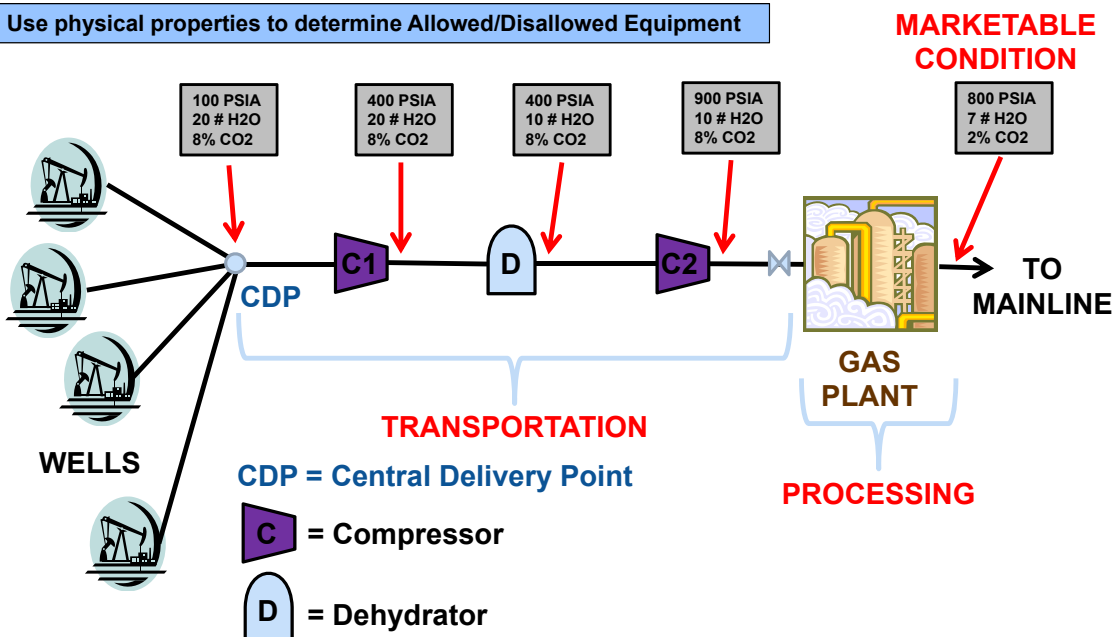 Use physical properties to determine Allowed/Disallowed Equipment
MARKETABLE
CONDITION
100 PSIA
20 # H2O
8% CO2
400 PSIA
20 # H2O
8% CO2
400 PSIA
10 # H2O
8% CO2
900 PSIA
10 # H2O
8% CO2
800 PSIA
7 # H2O
2% CO2
C1
D
C2
CDP
TO
MAINLINE
GAS
PLANT
TRANSPORTATION
WELLS
CDP = Central Delivery Point
PROCESSING
C = Compressor
D = Dehydrator